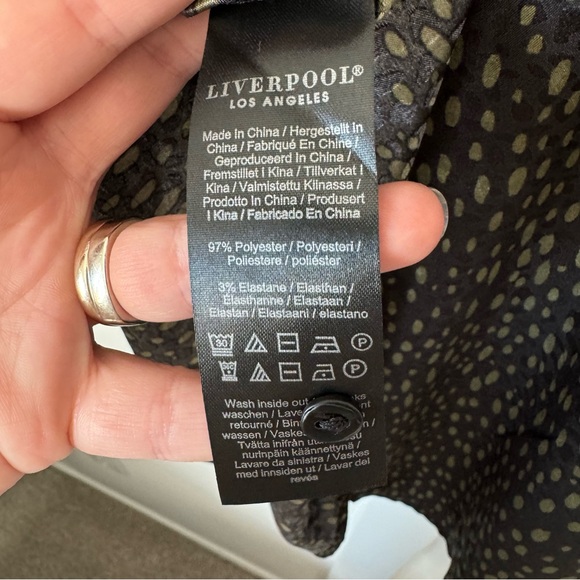 LIVERPOOL®
LOS ANGELES
Made In China / Hergestellt in
China / Fabriqué En Chine /
Geproduceerd In China /
Fremstillet I Kina / Tillverkat I
Kina / Valmistettu Kiinassa /
Prodotto In China / Produsert
I Kina / Fabricado En China
97% Polyester / Polyesteri /
Poliestere / poliéster
3% Elastane / Elasthan /
Élasthanne / Elastaan /
Elastan / Elastaani / elastano
30 P
P
Wash inside out
waschen / Lave
retourné /
wassen /
Tvätta inifrån
nurinpäin käännettynä /
Lavare da sinistra / Vaskes
med innsiden ut / Lavar del
revés